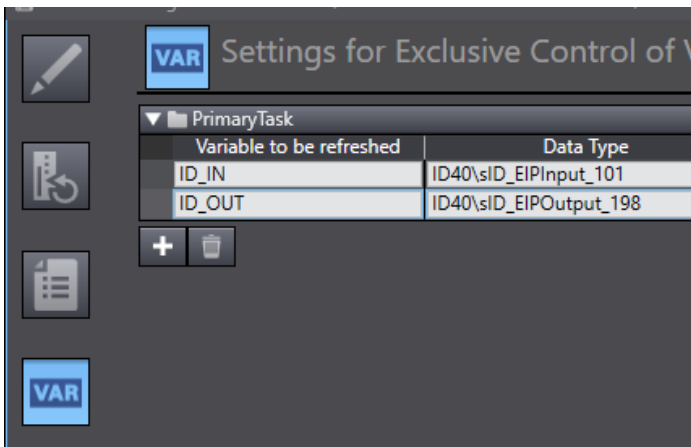 VAR
Settings for Exclusive Control of
PrimaryTask
Variable to be refreshed Data Type
ID_IN ID40\sID_EIPInput_101
ID_OUT ID40\sID_EIPOutput_198
VAR